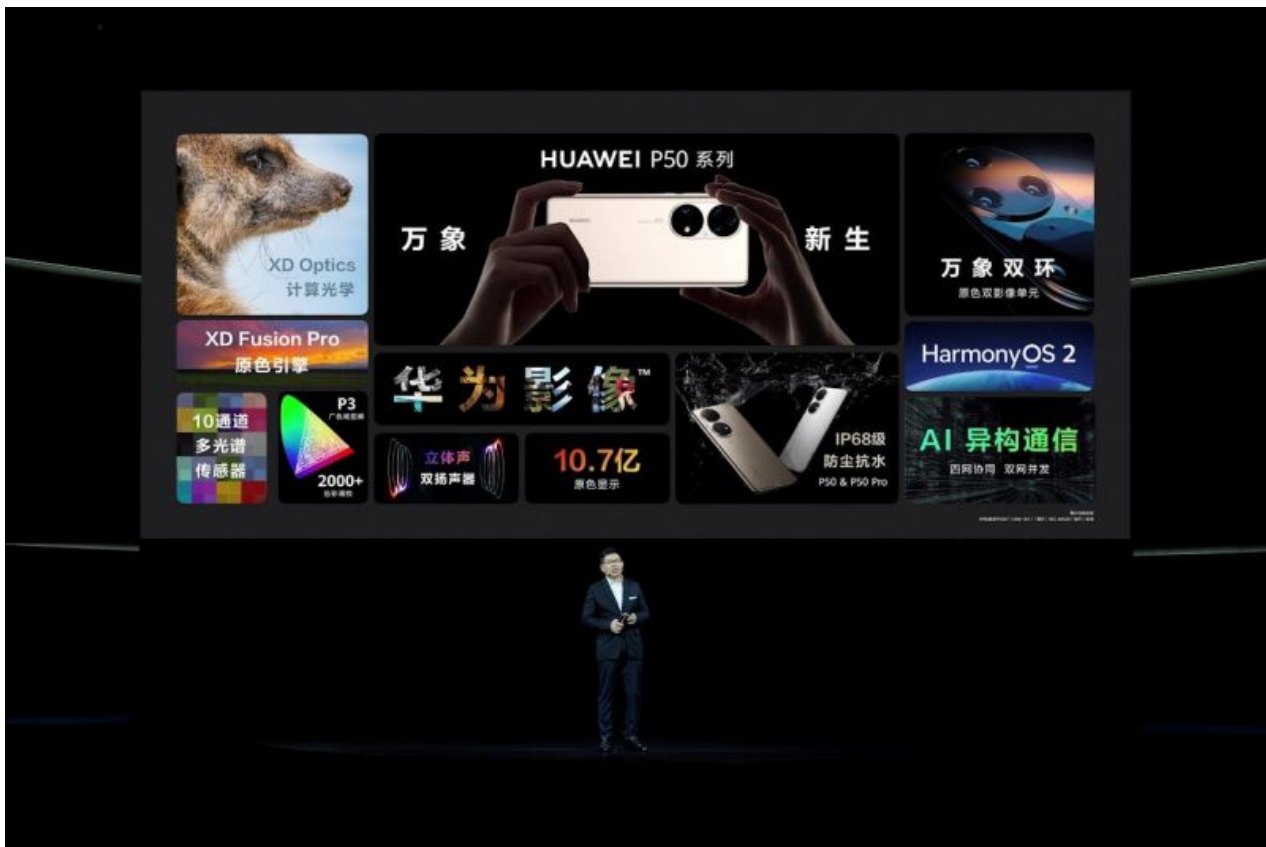 HUAWEI P50 系列
万象
新生
XD Optics
计算光学
万象双环
原色双影像单元
XD Fusion Pro
原色引擎
HarmonyOS 2
华为影像™
10通道
多光谱
传感器
P3
2000+
立体声
双扬声器
10.7亿
原色显示
IP68级
防尘抗水
P50 & P50 Pro
AI 异构通信
四网协同 双网并发